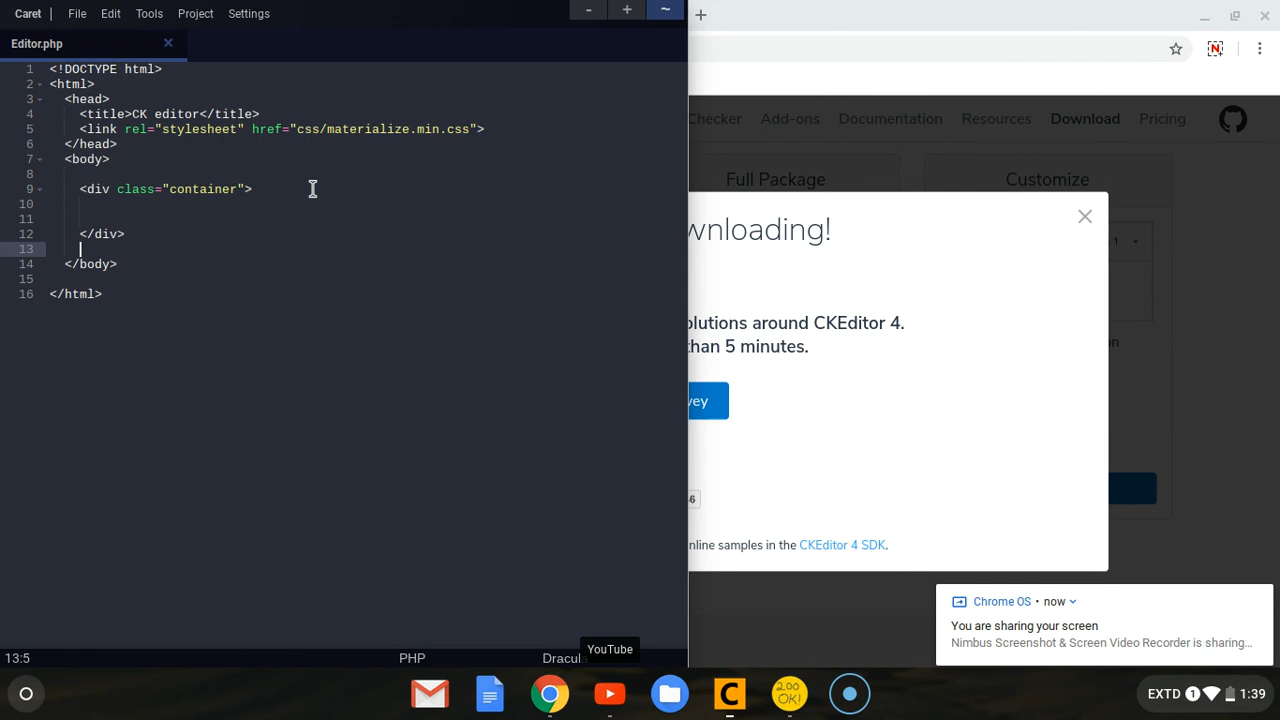 Caret File Edit Tools Project Settings - + ~
Editor.php
1 <!DOCTYPE html>
2 <html>
3 <head>
4 <title>CK editor</title>
5 <link rel="stylesheet" href="css/materialize.min.css">
6 </head>
7 <body>
8
9 <div class="container">
10
11
12 </div>
13
14 </body>
15
16 </html>
13:5 PHP Dracul
YouTube
Checker Add-ons Documentation Resources Download Pricing
Full Package Customize
wnloading!
olutions around CKEditor 4.
than 5 minutes.
vey
nline samples in the CKEditor 4 SDK.
Chrome OS • now
You are sharing your screen
Nimbus Screenshot & Screen Video Recorder is sharing...
C 200 OK!
EXTD 1 1:39